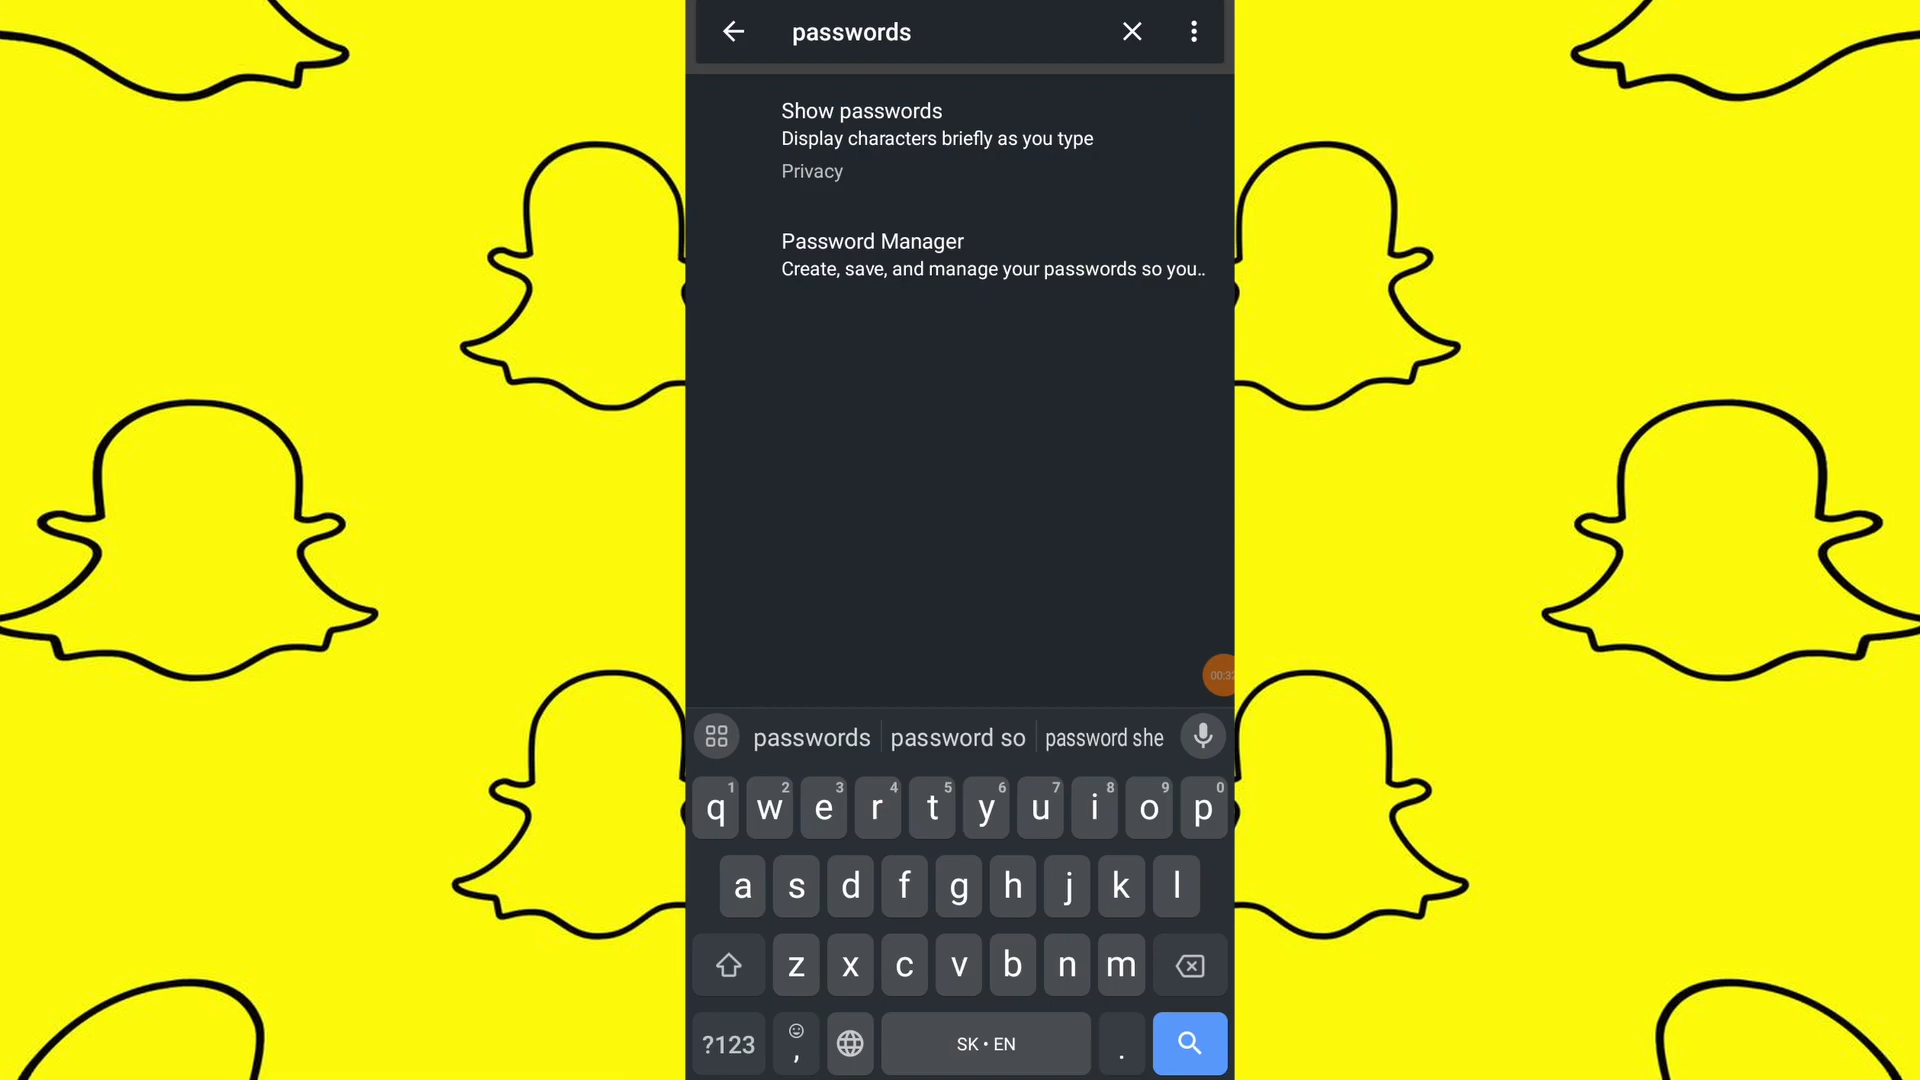 passwords
Show passwords
Display characters briefly as you type
Privacy
Password Manager
Create, save, and manage your passwords so you..
passwords password so password she
1 2 3 4 5 6 7 8 9 0
q w e r t y u i o p
a s d f g h j k l
z x c v b n m
?123 , SK • EN .